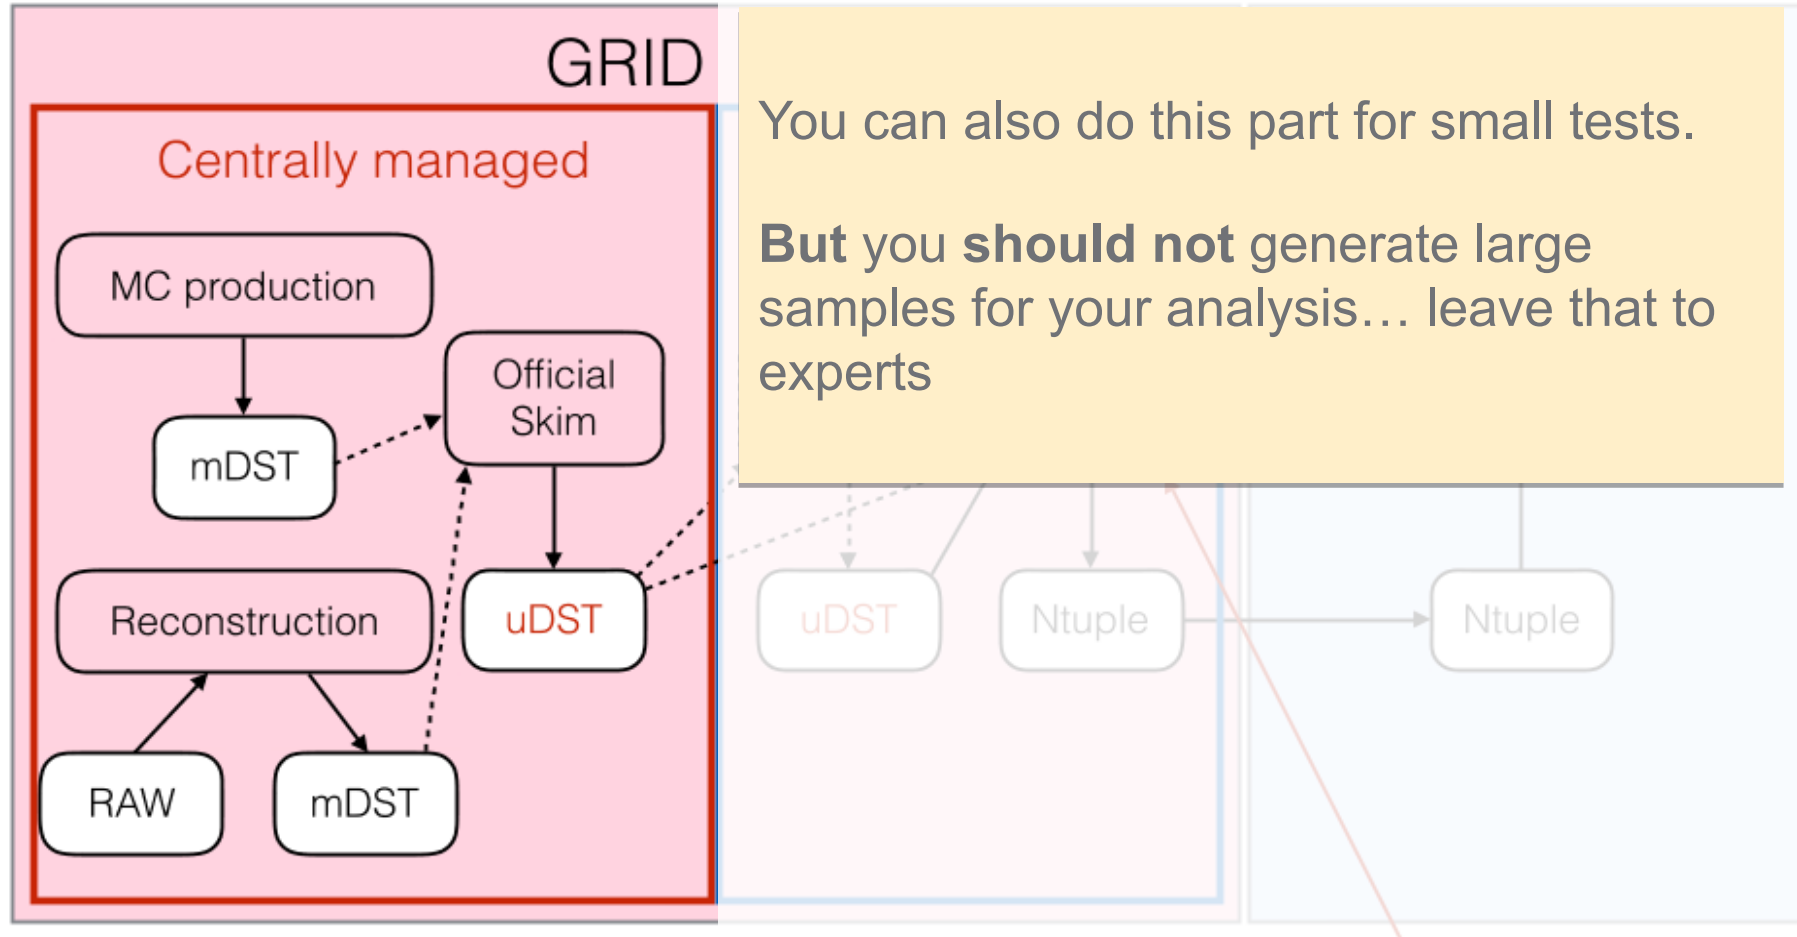 GRID
Centrally managed
MC production
mDST
Official
Skim
Reconstruction
uDST
RAW
mDST
You can also do this part for small tests.
But you should not generate large
samples for your analysis… leave that to
experts
uDST
Ntuple
Ntuple